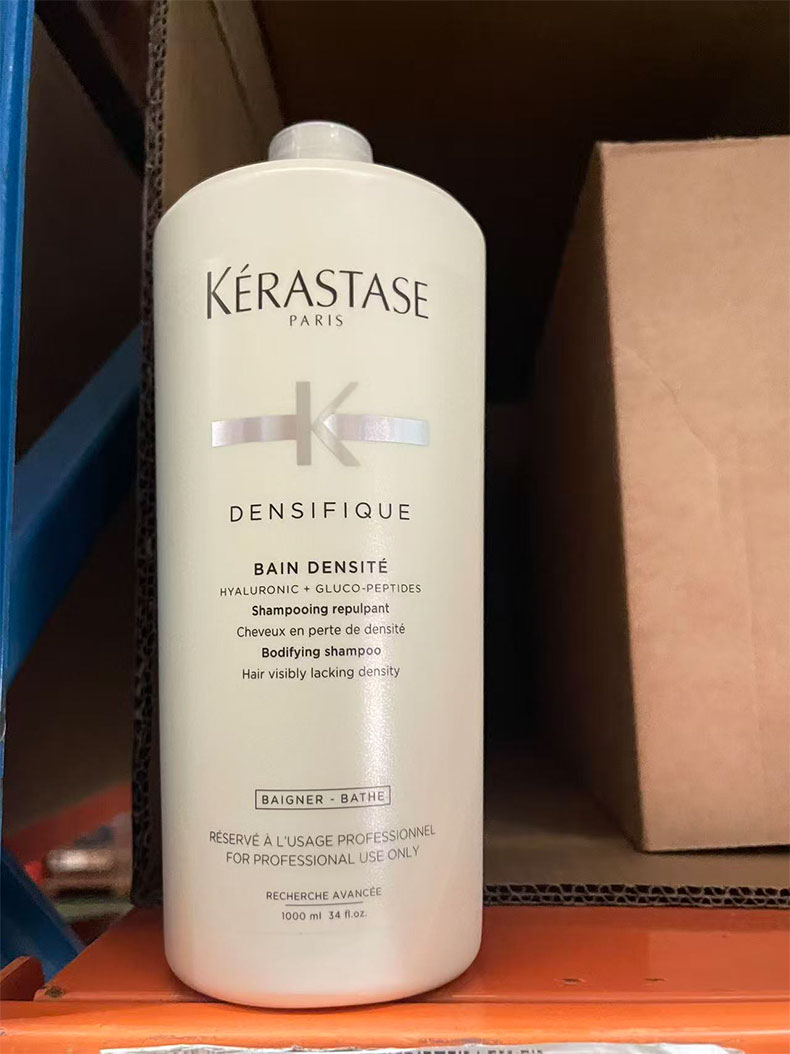 KÉRASTASE
PARIS
K
DENSIFIQUE
BAIN DENSITÉ
HYALURONIC + GLUCO-PEPTIDES
Shampooing repulpant
Cheveux en perte de densité
Bodifying shampoo
Hair visibly lacking density
BAIGNER - BATHE
RÉSERVÉ À L'USAGE PROFESSIONNEL
FOR PROFESSIONAL USE ONLY
RECHERCHE AVANCÉE
1000 ml 34 fl.oz.